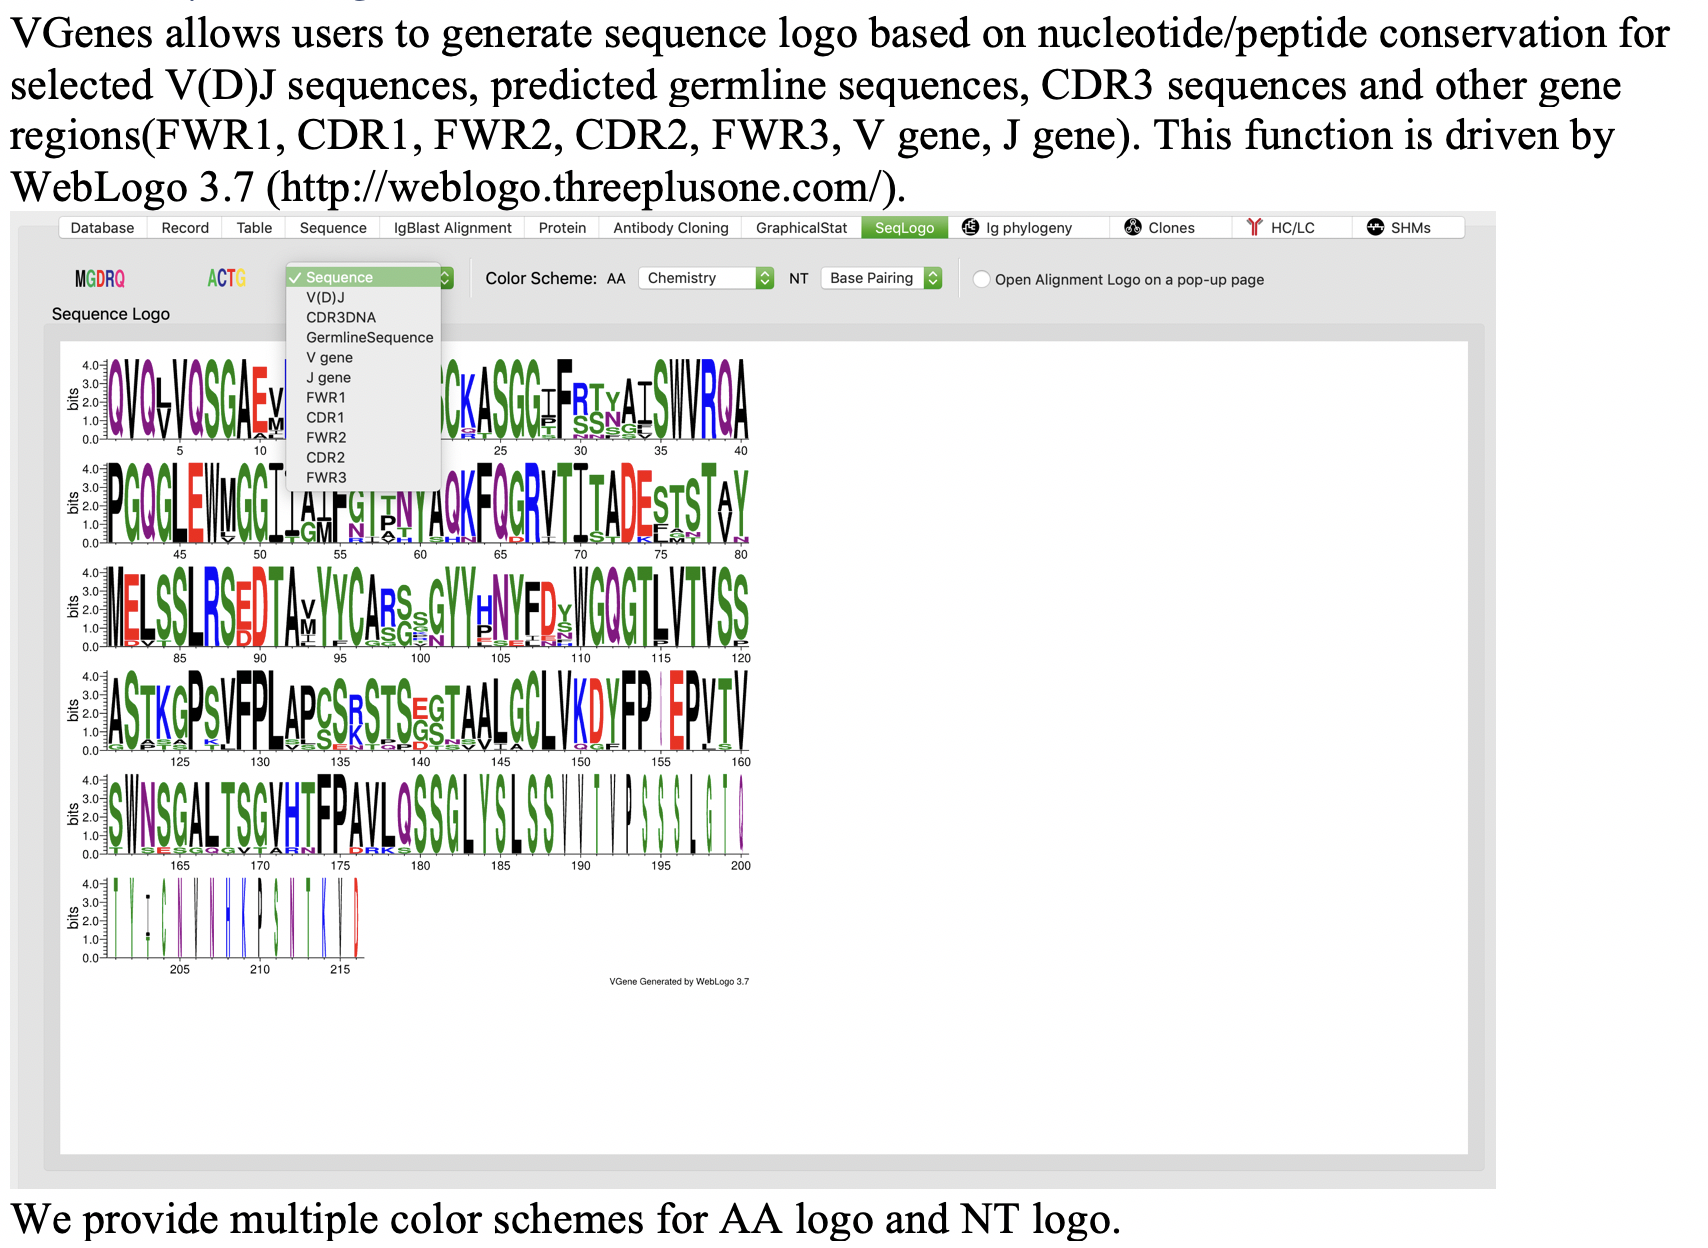 VGenes allows users to generate sequence logo based on nucleotide/peptide conservation for
selected V(D)J sequences, predicted germline sequences, CDR3 sequences and other gene
regions(FWR1, CDR1, FWR2, CDR2, FWR3, V gene, J gene). This function is driven by
WebLogo 3.7 (http://weblogo.threeplusone.com/).
Database Record Table Sequence IgBlast Alignment Protein Antibody Cloning GraphicalStat SeqLogo Ig phylogeny Clones HC/LC SHMs
MGDRQ ACTG ✓ Sequence Color Scheme: AA Chemistry NT Base Pairing Open Alignment Logo on a pop-up page
V(D)J
CDR3DNA
GermlineSequence
V gene
J gene
FWR1
CDR1
FWR2
CDR2
FWR3
Sequence Logo
bits 4.0 3.0 2.0 1.0 0.0
QVQLVQSGAEV CKASGGIFRTYAISWVRQA
5 10 25 30 35 40
bits 4.0 3.0 2.0 1.0 0.0
PGQGLEWMGGIIAIFGTTNYAQKFQGRVTITADESTSTAY
45 50 55 60 65 70 75 80
bits 4.0 3.0 2.0 1.0 0.0
MELSSLRSEDTAVYYCARSSGYYHNYFDYWGQGTLVTVSS
85 90 95 100 105 110 115 120
bits 4.0 3.0 2.0 1.0 0.0
ASTKGPSVFPLAPCSRSTSEGTAALGCLVKDYFP EPVTV
125 130 135 140 145 150 155 160
bits 4.0 3.0 2.0 1.0 0.0
SWNSGALTSGVHTFPAVLQSSGLYSLSSVVTVPSSSLGTQ
165 170 175 180 185 190 195 200
bits 4.0 3.0 2.0 1.0 0.0
TY CNVNHKPSNTKVD
205 210 215
VGene Generated by WebLogo 3.7
We provide multiple color schemes for AA logo and NT logo.